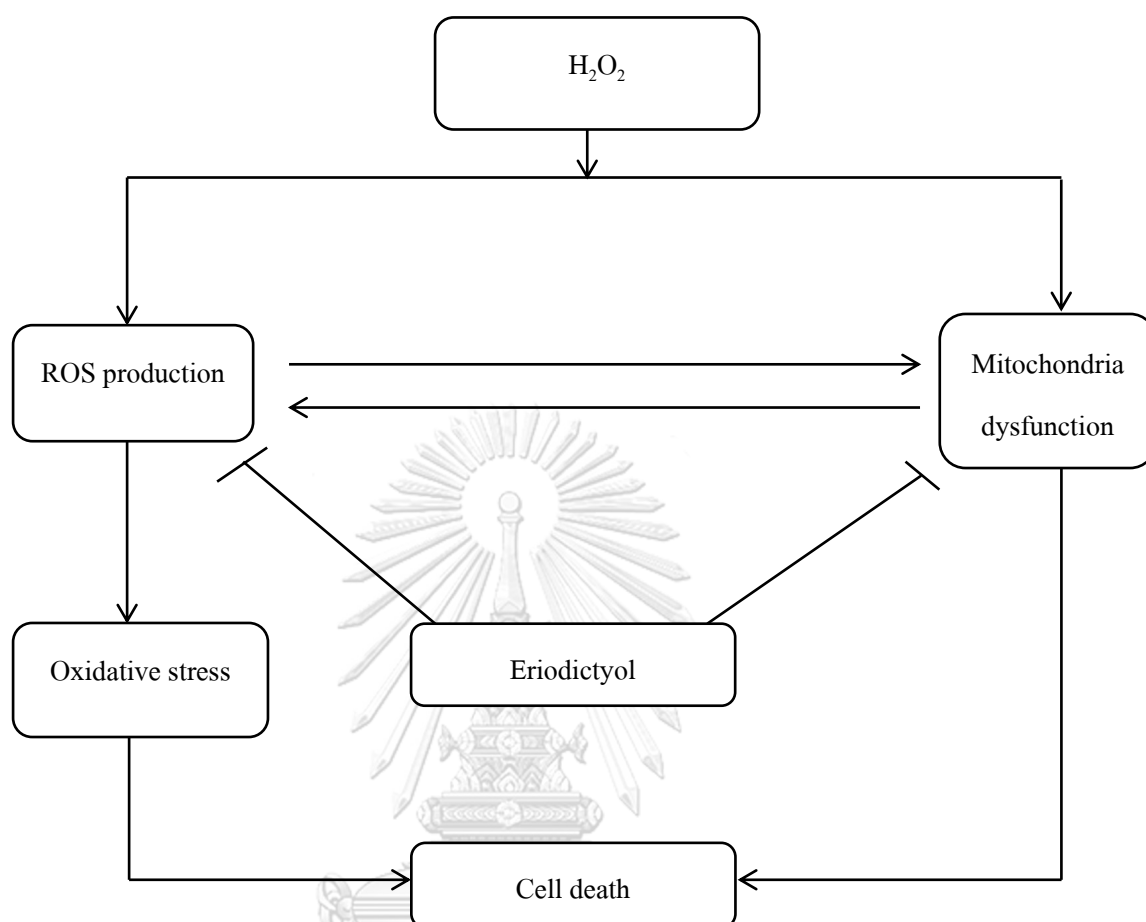 H₂O₂
ROS production
Mitochondria
dysfunction
Oxidative stress
Eriodictyol
Cell death